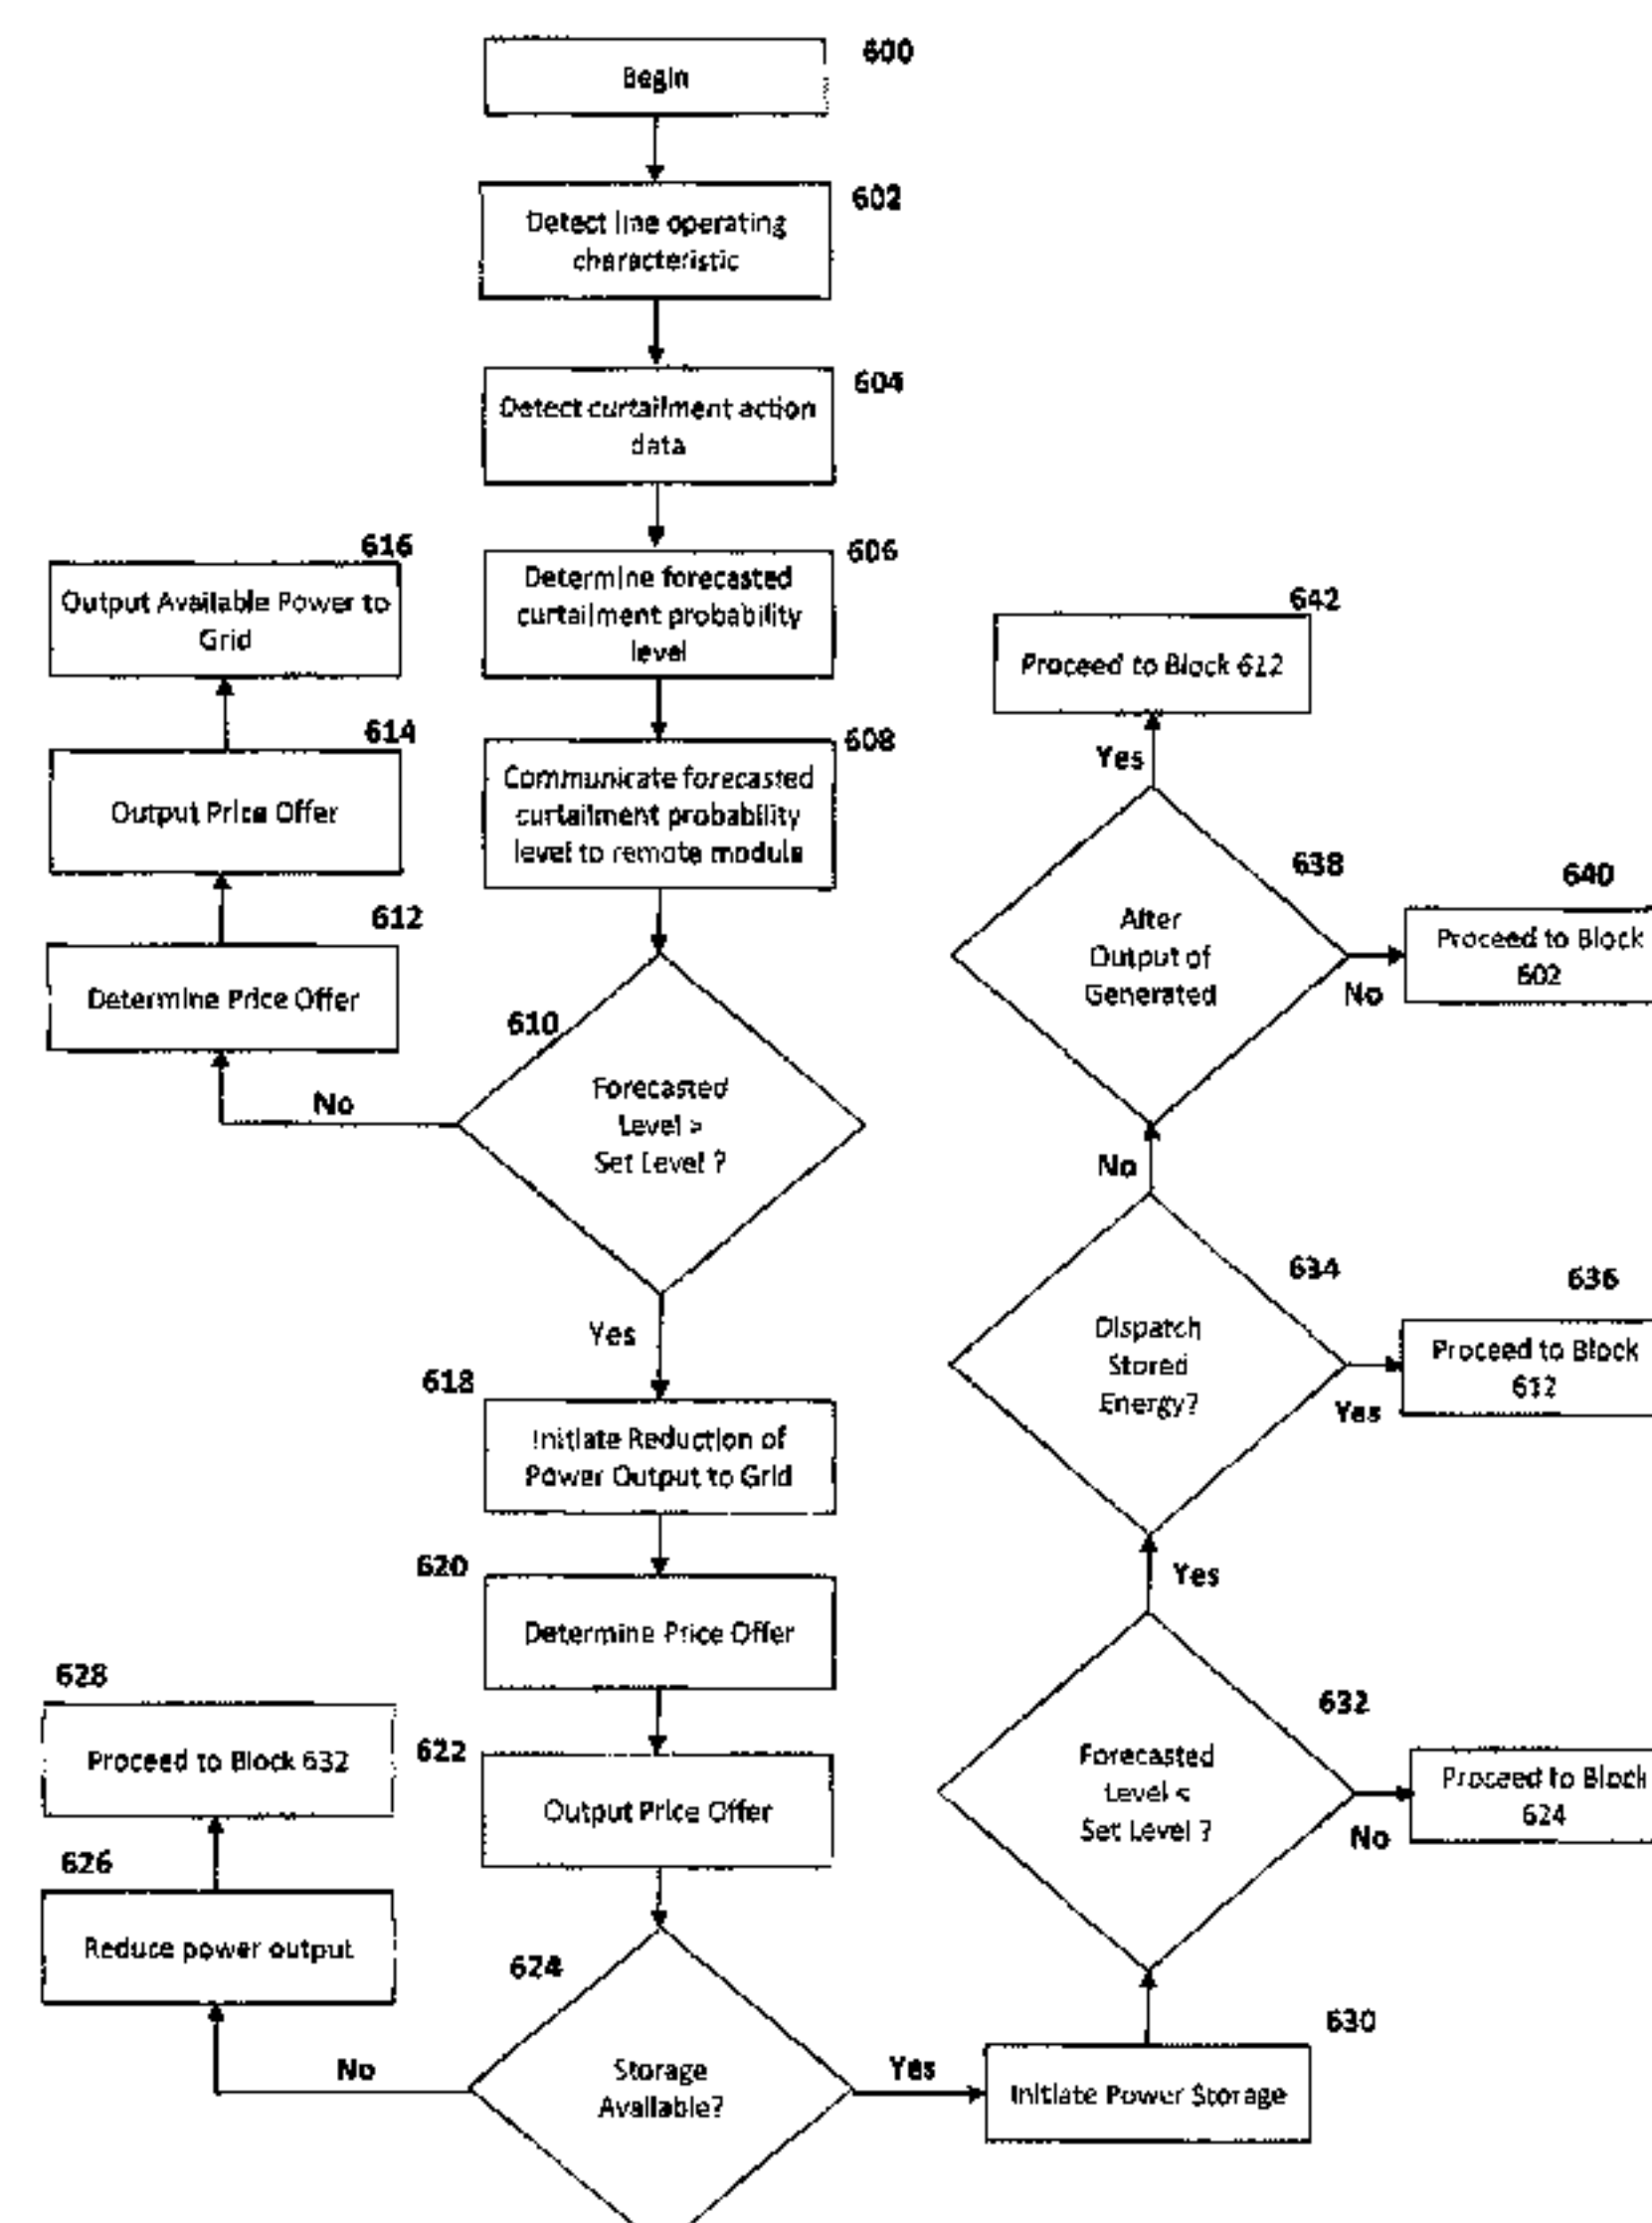 600
Begin
602
Detect line operating
characteristic
604
Detect curtailment action
data
606
Determine forecasted
curtailment probability
level
608
Communicate forecasted
curtailment probability
level to remote module
610
Forecasted
Level >
Set Level ?
No
612
Determine Price Offer
614
Output Price Offer
616
Output Available Power to
Grid
Yes
618
Initiate Reduction of
Power Output to Grid
620
Determine Price Offer
622
Output Price Offer
624
Storage
Available?
No
626
Reduce power output
628
Proceed to Block 632
Yes
630
Initiate Power Storage
632
Forecasted
Level <
Set Level ?
No
Proceed to Block
624
Yes
634
Dispatch
Stored
Energy?
Yes
636
Proceed to Block
612
No
638
Alter
Output of
Generated
No
640
Proceed to Block
602
Yes
642
Proceed to Block 612